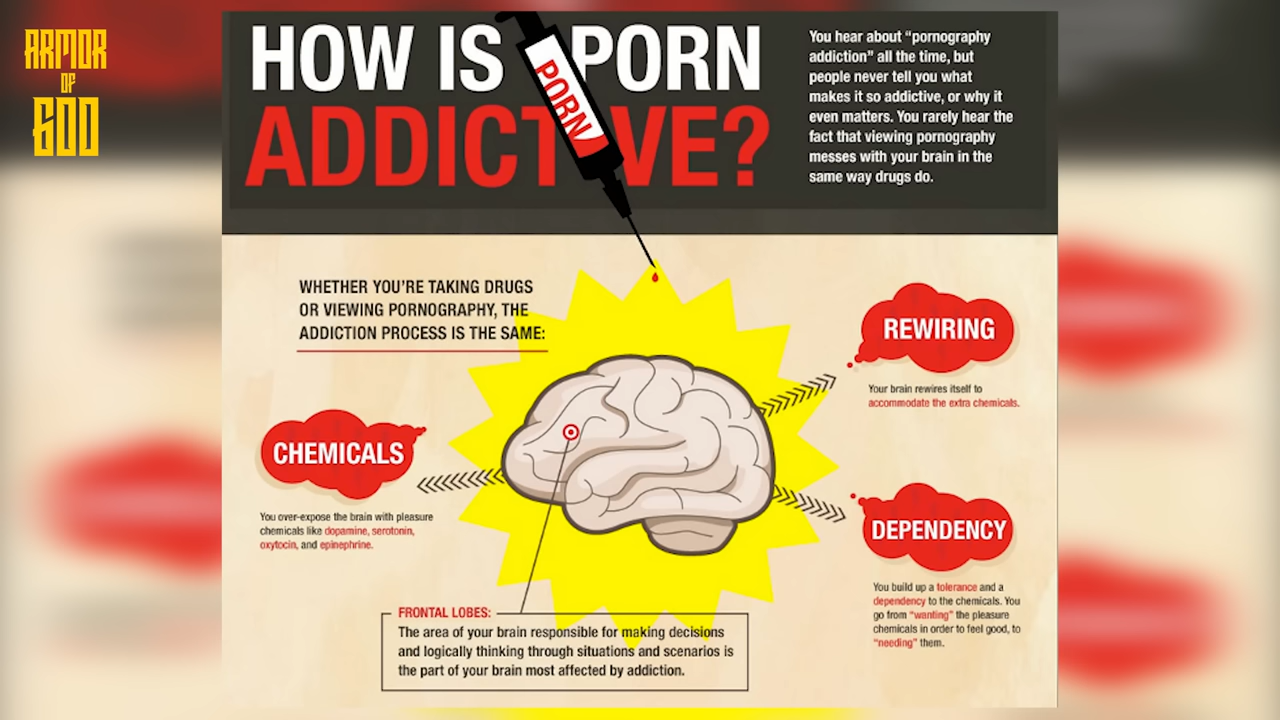 ARMOR
OF
GOD
HOW IS PORN
ADDICTIVE?
PORN
You hear about “pornography
addiction” all the time, but
people never tell you what
makes it so addictive, or why it
even matters. You rarely hear the
fact that viewing pornography
messes with your brain in the
same way drugs do.
WHETHER YOU’RE TAKING DRUGS
OR VIEWING PORNOGRAPHY, THE
ADDICTION PROCESS IS THE SAME:
CHEMICALS
You over-expose the brain with pleasure
chemicals like dopamine, serotonin,
oxytocin, and epinephrine.
REWIRING
Your brain rewires itself to
accommodate the extra chemicals.
DEPENDENCY
You build up a tolerance and a
dependency to the chemicals. You
go from “wanting” the pleasure
chemicals in order to feel good, to
“needing” them.
FRONTAL LOBES:
The area of your brain responsible for making decisions
and logically thinking through situations and scenarios is
the part of your brain most affected by addiction.